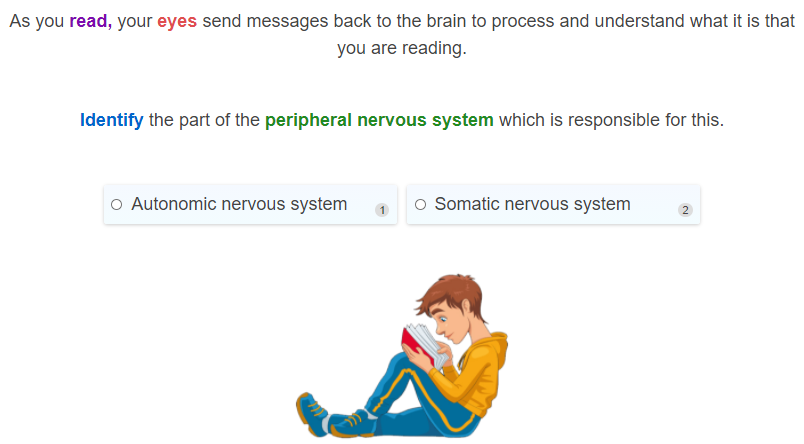 As you read, your eyes send messages back to the brain to process and understand what it is that
you are reading.
Identify the part of the peripheral nervous system which is responsible for this.
Autonomic nervous system 1
Somatic nervous system 2